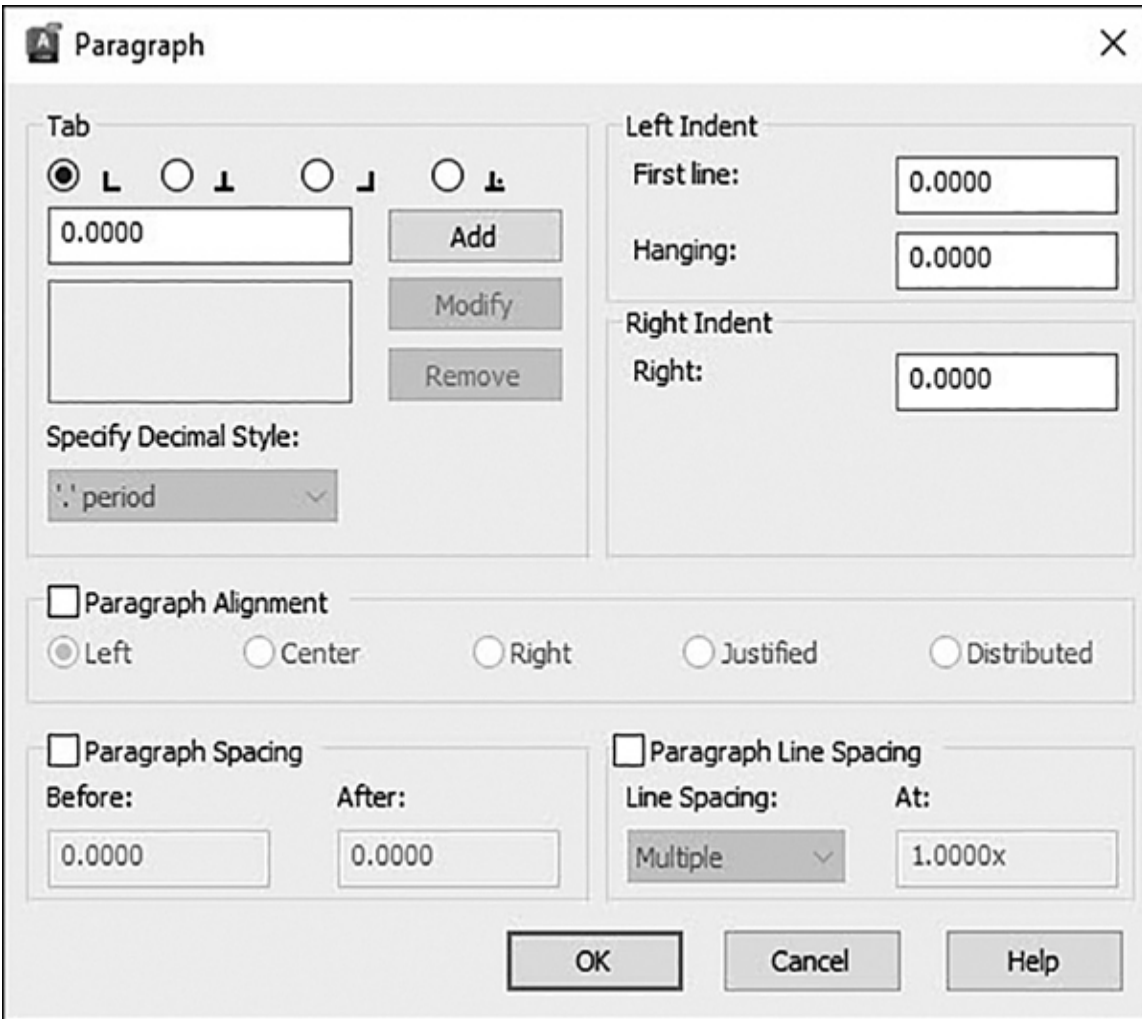 Paragraph
Tab
0.0000
Add
Modify
Remove
Specify Decimal Style:
'.' period
Left Indent
First line:
0.0000
Hanging:
0.0000
Right Indent
Right:
0.0000
Paragraph Alignment
Left
Center
Right
Justified
Distributed
Paragraph Spacing
Before:
After:
0.0000
0.0000
Paragraph Line Spacing
Line Spacing:
At:
Multiple
1.0000x
OK
Cancel
Help